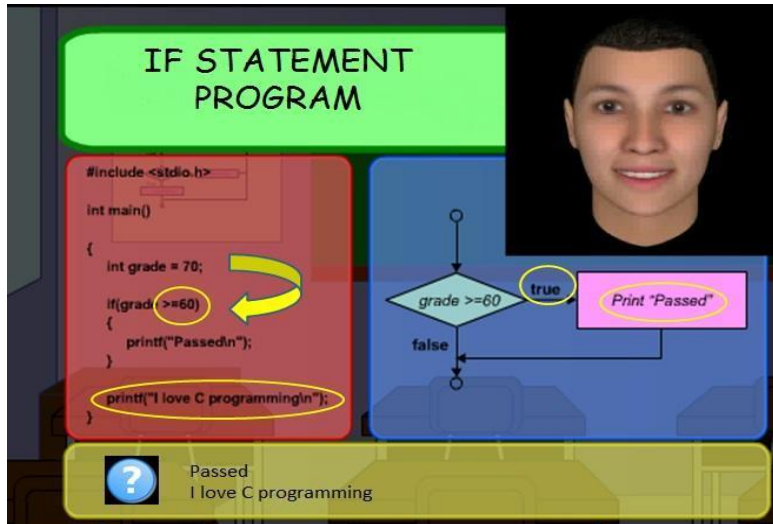 IF STATEMENT
PROGRAM
#include <stdio.h>
int main()
{
int grade = 70;
if(grade >=60)
{
printf("Passed\n");
}
printf("I love C programming\n");
}
grade >=60
true
Print “Passed”
false
?
Passed
I love C programming